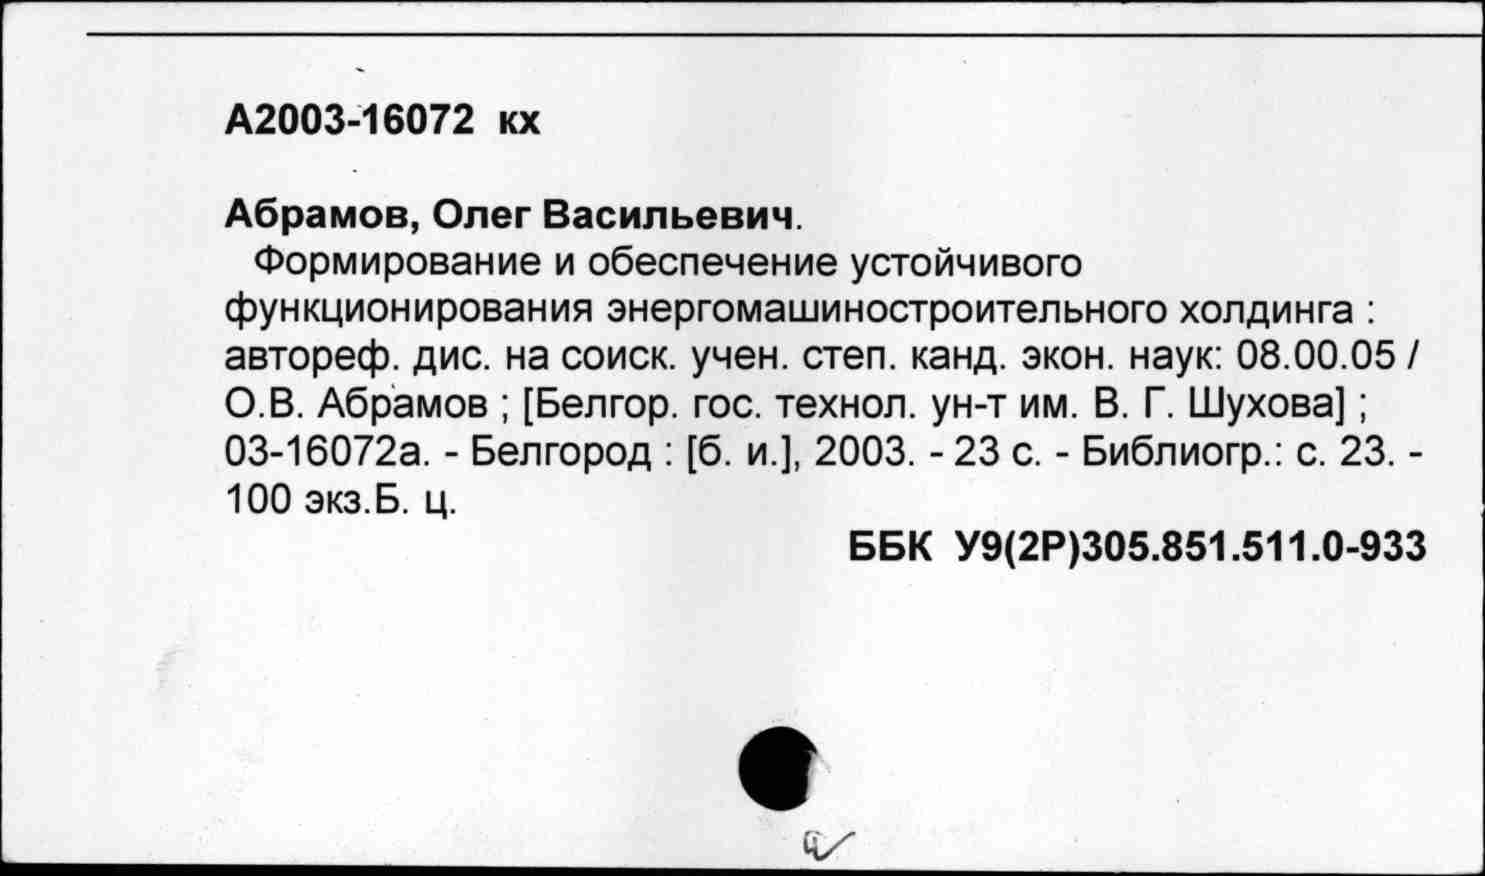 А2003-16072 кх
Абрамов, Олег Васильевич.
Формирование и обеспечение устойчивого
функционирования энергомашиностроительного холдинга :
автореф. дис. на соиск. учен. степ. канд. экон. наук: 08.00.05 /
О.В. Абрамов ; [Белгор. гос. технол. ун-т им. В. Г. Шухова] ;
03-16072а. - Белгород : [б. и.], 2003. - 23 с. - Библиогр.: с. 23. -
100 экз.Б. ц.
ББК У9(2Р)305.851.511.0-933